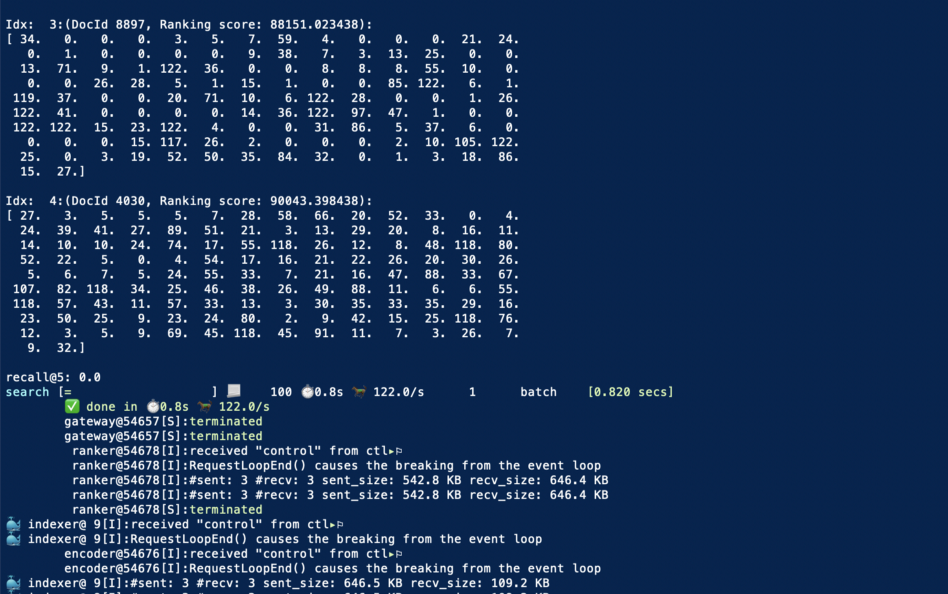 Idx:  3:(DocId 8897, Ranking score: 88151.023438):
[ 34.   0.   0.   0.   3.   5.   7.  59.   4.   0.   0.   0.  21.  24.
   0.   1.   0.   0.   0.   0.   9.  38.   7.   3.  13.  25.   0.   0.
  13.  71.   9.   1. 122.  36.   0.   0.   8.   8.   8.  55.  10.   0.
   0.   0.  26.  28.   5.   1.  15.   1.   0.   0.  85. 122.   6.   1.
 119.  37.   0.   0.  20.  71.  10.   6. 122.  28.   0.   0.   1.  26.
 122.  41.   0.   0.   0.   0.  14.  36. 122.  97.  47.   1.   0.   0.
 122. 122.  15.  23. 122.   4.   0.   0.  31.  86.   5.  37.   6.   0.
   0.   0.   0.  15. 117.  26.   2.   0.   0.   0.   2.  10. 105. 122.
  25.   0.   3.  19.  52.  50.  35.  84.  32.   0.   1.   3.  18.  86.
  15.  27.]
Idx:  4:(DocId 4030, Ranking score: 90043.398438):
[ 27.   3.   5.   5.   5.   7.  28.  58.  66.  20.  52.  33.   0.   4.
  24.  39.  41.  27.  89.  51.  21.   3.  13.  29.  20.   8.  16.  11.
  14.  10.  10.  24.  74.  17.  55. 118.  26.  12.   8.  48. 118.  80.
  52.  22.   5.   0.   4.  54.  17.  16.  21.  22.  26.  20.  30.  26.
   5.   6.   7.   5.  24.  55.  33.   7.  21.  16.  47.  88.  33.  67.
 107.  82. 118.  34.  25.  46.  38.  26.  49.  88.  11.   6.   6.  55.
 118.  57.  43.  11.  57.  33.  13.   3.  30.  35.  33.  35.  29.  16.
  23.  50.  25.   9.  23.  24.  80.   2.   9.  42.  15.  25. 118.  76.
  12.   3.   5.   9.  69.  45. 118.  45.  91.  11.   7.   3.  26.   7.
   9.  32.]
recall@5: 0.0
search [=                    ] 📃    100 ⏱️0.8s 🐎 122.0/s      1      batch    [0.820 secs]
✅ done in ⏱️0.8s 🐎 122.0/s
gateway@54657[S]:terminated
gateway@54657[S]:terminated
ranker@54678[I]:received "control" from ctl▸⚐
ranker@54678[I]:RequestLoopEnd() causes the breaking from the event loop
ranker@54678[I]:#sent: 3 #recv: 3 sent_size: 542.8 KB recv_size: 646.4 KB
ranker@54678[I]:#sent: 3 #recv: 3 sent_size: 542.8 KB recv_size: 646.4 KB
ranker@54678[S]:terminated
🐳 indexer@ 9[I]:received "control" from ctl▸⚐
🐳 indexer@ 9[I]:RequestLoopEnd() causes the breaking from the event loop
encoder@54676[I]:received "control" from ctl▸⚐
encoder@54676[I]:RequestLoopEnd() causes the breaking from the event loop
🐳 indexer@ 9[I]:#sent: 3 #recv: 3 sent_size: 646.5 KB recv_size: 109.2 KB